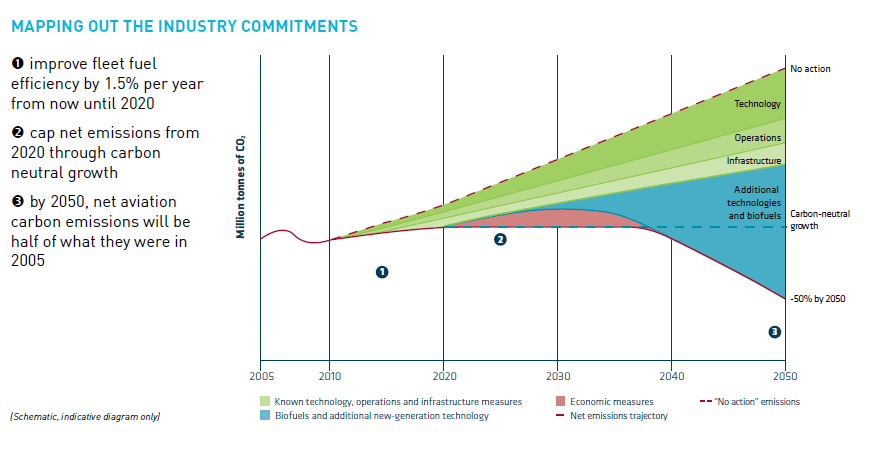 MAPPING OUT THE INDUSTRY COMMITMENTS
❶ improve fleet fuel
efficiency by 1.5% per year
from now until 2020
❷ cap net emissions from
2020 through carbon
neutral growth
❸ by 2050, net aviation
carbon emissions will be
half of what they were in
2005
(Schematic, indicative diagram only)
Million tonnes of CO₂
No action
Technology
Operations
Infrastructure
Additional
technologies
and biofuels
Carbon-neutral
growth
-50% by 2050
❶
❷
❸
2005 2010 2020 2030 2040 2050
Known technology, operations and infrastructure measures
Economic measures
"No action" emissions
Biofuels and additional new-generation technology
Net emissions trajectory